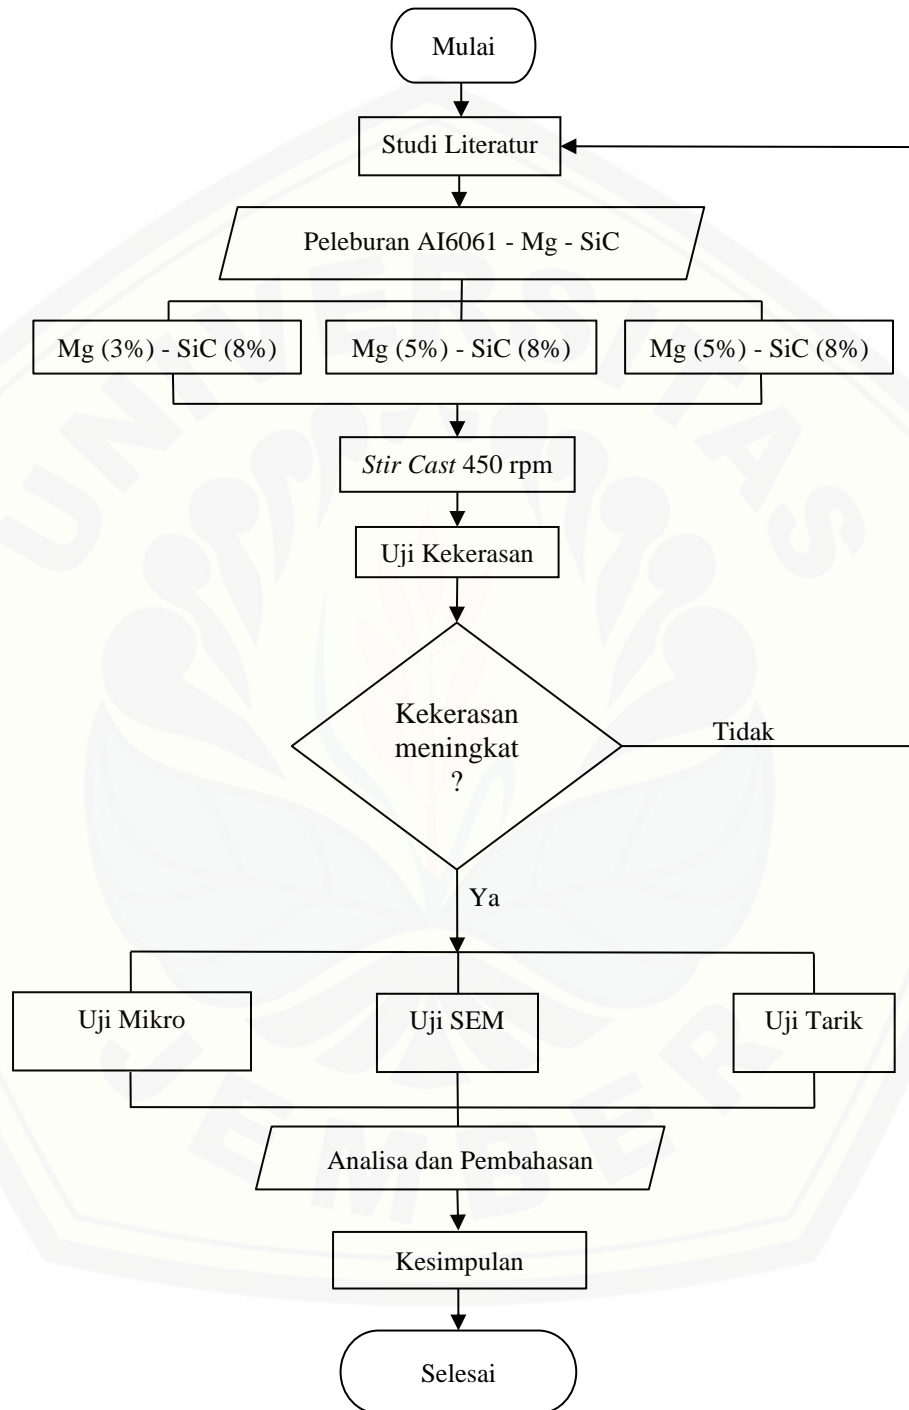 Mulai
Studi Literatur
Peleburan AI6061 - Mg - SiC
Mg (3%) - SiC (8%)
Mg (5%) - SiC (8%)
Mg (5%) - SiC (8%)
Stir Cast 450 rpm
Uji Kekerasan
Kekerasan
meningkat
?
Tidak
Ya
Uji Mikro
Uji SEM
Uji Tarik
Analisa dan Pembahasan
Kesimpulan
Selesai
UNIVERSITAS
JEMBER